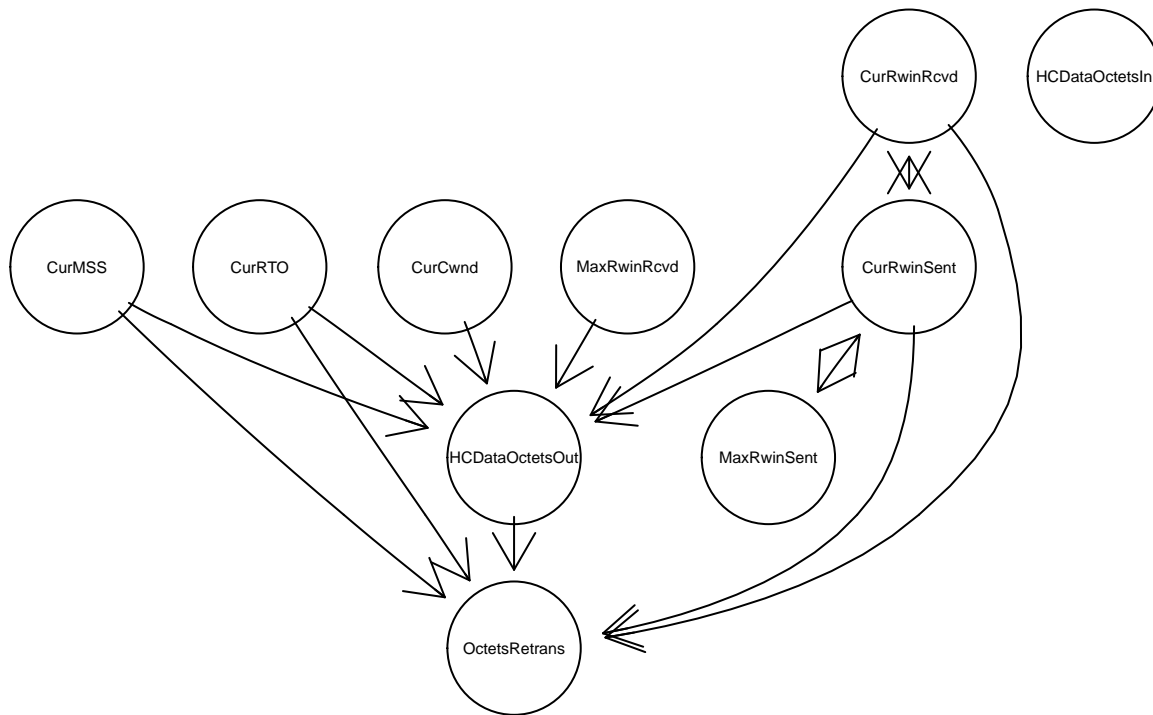 CurRwinRcvd
HCDataOctetsIn
CurMSS
CurRTO
CurCwnd
MaxRwinRcvd
CurRwinSent
HCDataOctetsOut
MaxRwinSent
OctetsRetrans